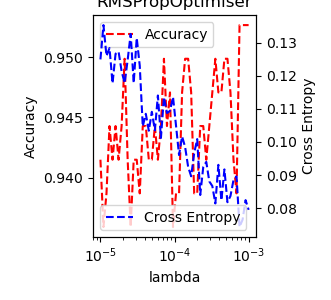 RMSPropOptimiser
Accuracy
Cross Entropy
0.950
0.945
0.940
Accuracy
0.13
0.12
0.11
0.10
0.09
0.08
Cross Entropy
10⁻⁵
10⁻⁴
10⁻³
lambda